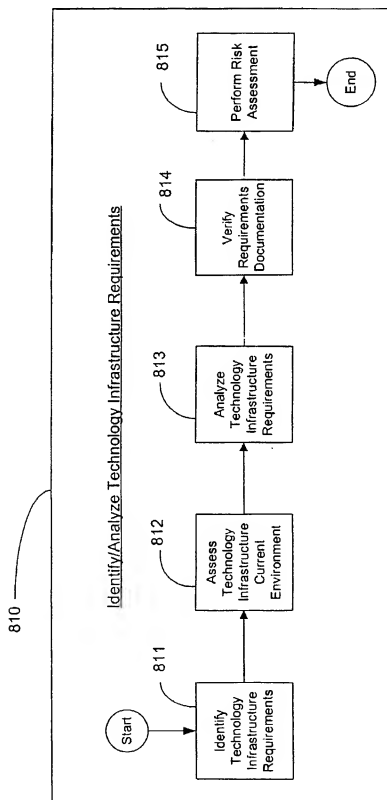 810
Identify/Analyze Technology Infrastructure Requirements
Start
811
Identify
Technology
Infrastructure
Requirements
812
Assess
Technology
Infrastructure
Current
Environment
813
Analyze
Technology
Infrastructure
Requirements
814
Verify
Requirements
Documentation
815
Perform Risk
Assessment
End